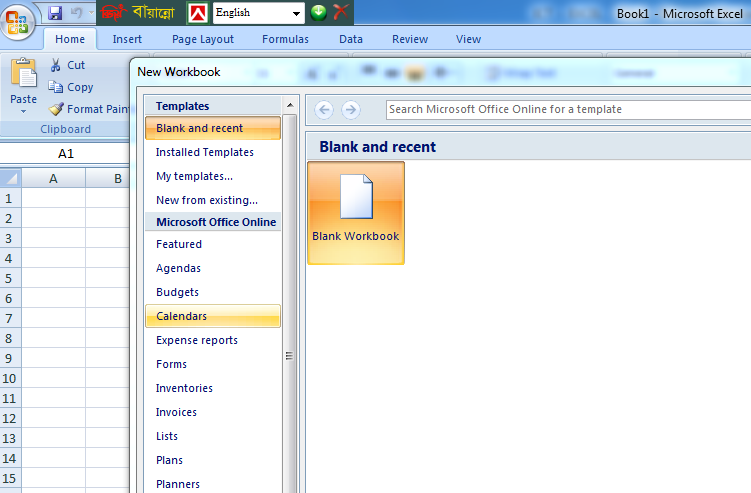 বায়ান্নো English
Book1 - Microsoft Excel
Home Insert Page Layout Formulas Data Review View
Cut
Copy
Format Pain
Paste
Clipboard
A1
A B
1
2
3
4
5
6
7
8
9
10
11
12
13
14
15
New Workbook
Templates
Blank and recent
Installed Templates
My templates...
New from existing...
Microsoft Office Online
Featured
Agendas
Budgets
Calendars
Expense reports
Forms
Inventories
Invoices
Lists
Plans
Planners
Search Microsoft Office Online for a template
Blank and recent
Blank Workbook